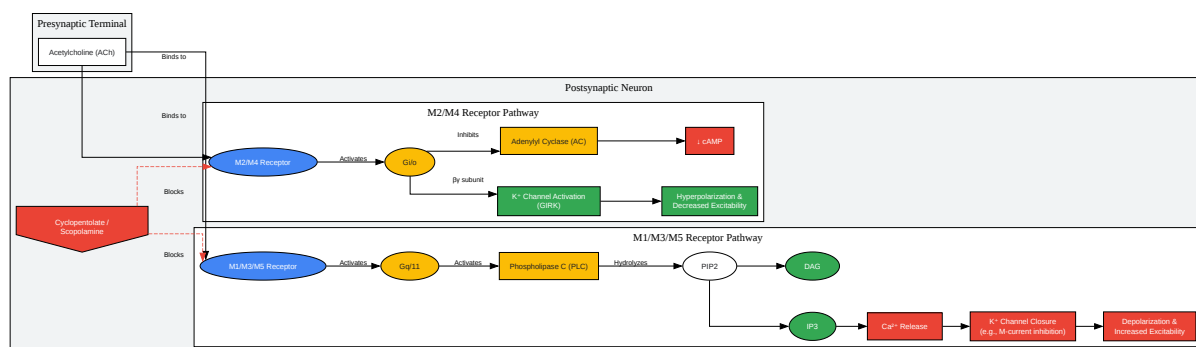 Presynaptic Terminal
Acetylcholine (ACh)
Binds to
Postsynaptic Neuron
Binds to
M2/M4 Receptor Pathway
M2/M4 Receptor
Activates
Gi/o
Inhibits
Adenylyl Cyclase (AC)
↓ cAMP
βγ subunit
K⁺ Channel Activation
(GIRK)
Hyperpolarization &
Decreased Excitability
Blocks
Cyclopentolate /
Scopolamine
Blocks
M1/M3/M5 Receptor Pathway
M1/M3/M5 Receptor
Activates
Gq/11
Activates
Phospholipase C (PLC)
Hydrolyzes
PIP2
DAG
IP3
Ca²⁺ Release
K⁺ Channel Closure
(e.g., M-current inhibition)
Depolarization &
Increased Excitability